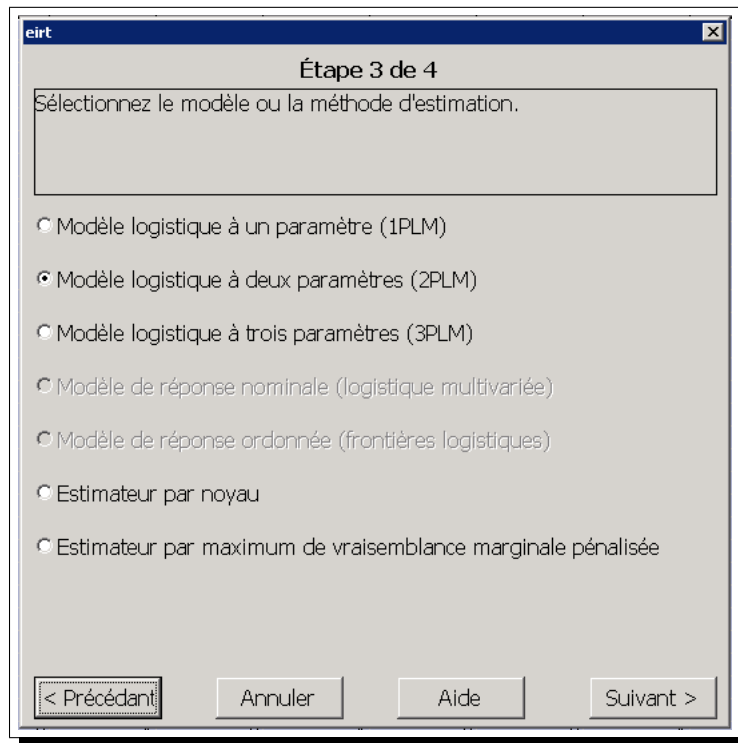 eirt
Étape 3 de 4
Sélectionnez le modèle ou la méthode d'estimation.
Modèle logistique à un paramètre (1PLM)
Modèle logistique à deux paramètres (2PLM)
Modèle logistique à trois paramètres (3PLM)
Modèle de réponse nominale (logistique multivariée)
Modèle de réponse ordonnée (frontières logistiques)
Estimateur par noyau
Estimateur par maximum de vraisemblance marginale pénalisée
< Précédant Annuler Aide Suivant >